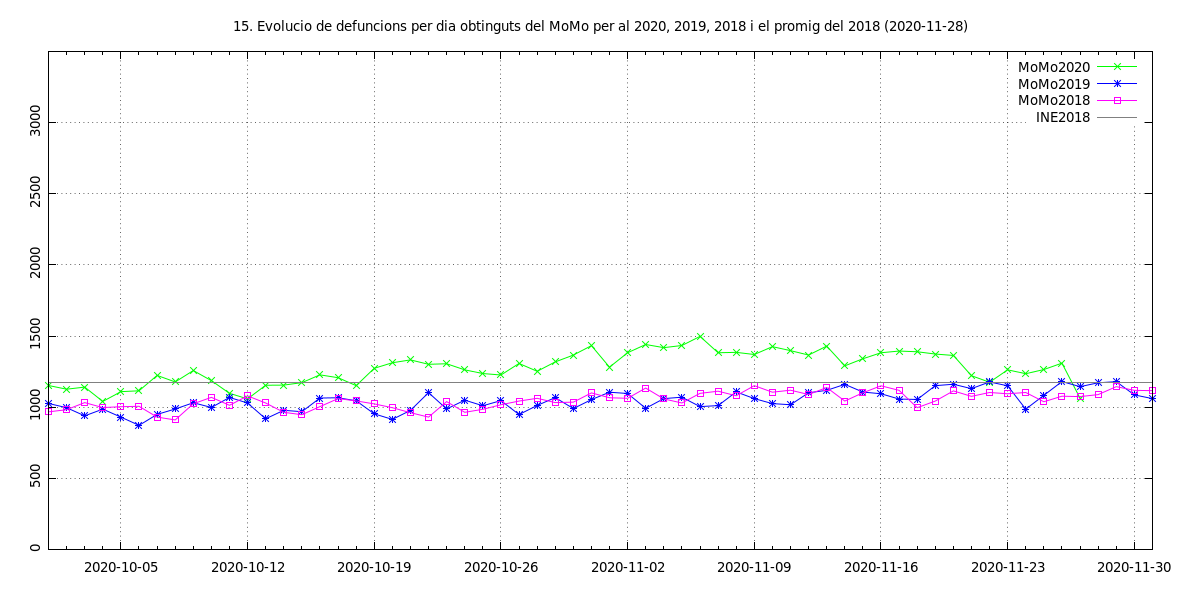 15. Evolucio de defuncions per dia obtinguts del MoMo per al 2020, 2019, 2018 i el promig del 2018 (2020-11-28)
MoMo2020
MoMo2019
MoMo2018
INE2018
3000
2500
2000
1500
1000
500
0
2020-10-05 2020-10-12 2020-10-19 2020-10-26 2020-11-02 2020-11-09 2020-11-16 2020-11-23 2020-11-30